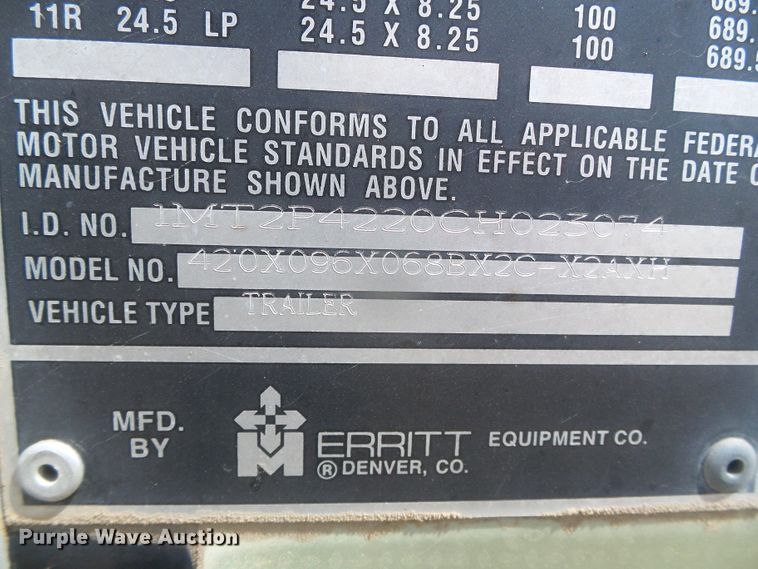 24.5 X 8.25 100 689.
11R 24.5 LP 24.5 X 8.25 100 689.5
THIS VEHICLE CONFORMS TO ALL APPLICABLE FEDERA
MOTOR VEHICLE STANDARDS IN EFFECT ON THE DATE O
MANUFACTURE SHOWN ABOVE.
I.D. NO. 1MT2P4220CH023074
MODEL NO. 420X096X068BX2C-X2AXH
VEHICLE TYPE TRAILER
MFD. BY
MERRITT EQUIPMENT CO.
® DENVER, CO.
Purple Wave Auction